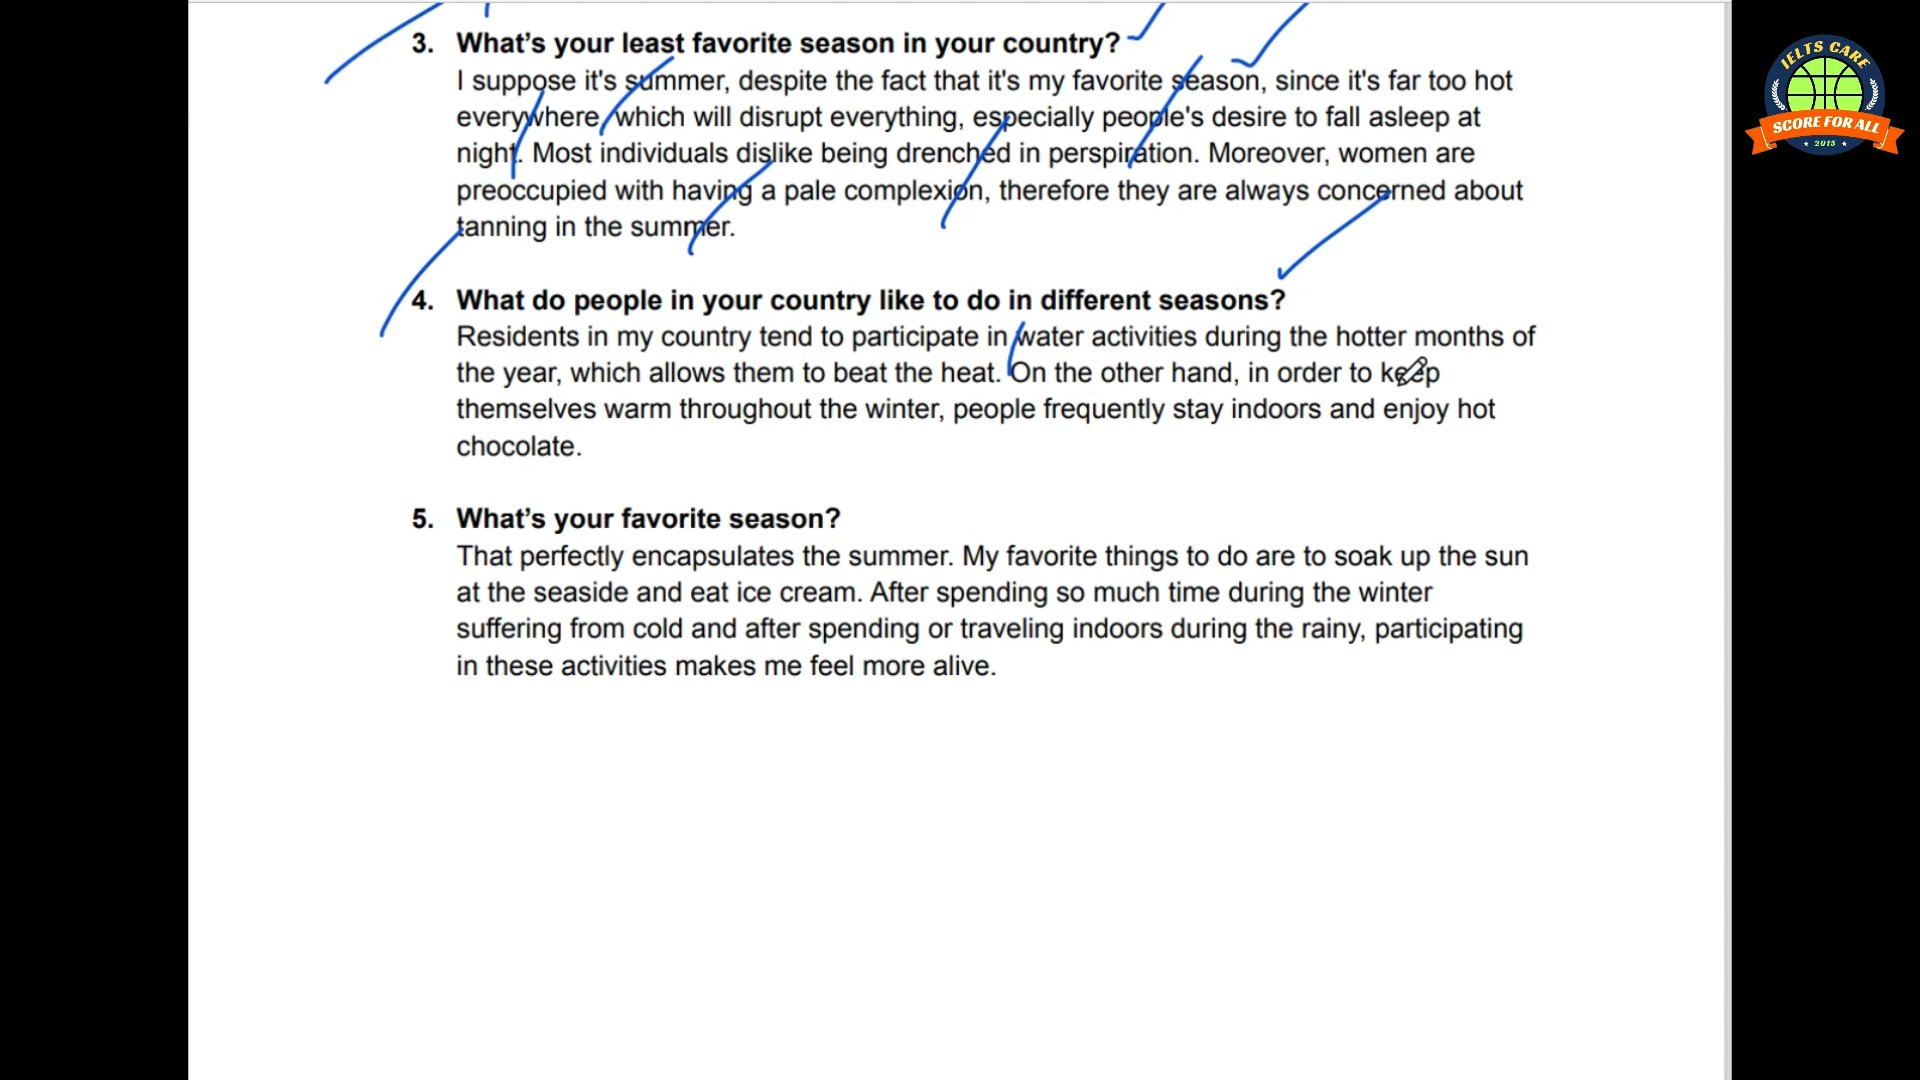 3. What's your least favorite season in your country?
I suppose it's summer, despite the fact that it's my favorite season, since it's far too hot
everywhere, which will disrupt everything, especially people's desire to fall asleep at
night. Most individuals dislike being drenched in perspiration. Moreover, women are
preoccupied with having a pale complexion, therefore they are always concerned about
tanning in the summer.
4. What do people in your country like to do in different seasons?
Residents in my country tend to participate in water activities during the hotter months of
the year, which allows them to beat the heat. On the other hand, in order to keep
themselves warm throughout the winter, people frequently stay indoors and enjoy hot
chocolate.
5. What's your favorite season?
That perfectly encapsulates the summer. My favorite things to do are to soak up the sun
at the seaside and eat ice cream. After spending so much time during the winter
suffering from cold and after spending or traveling indoors during the rainy, participating
in these activities makes me feel more alive.
IELTS CARE
SCORE FOR ALL
2015